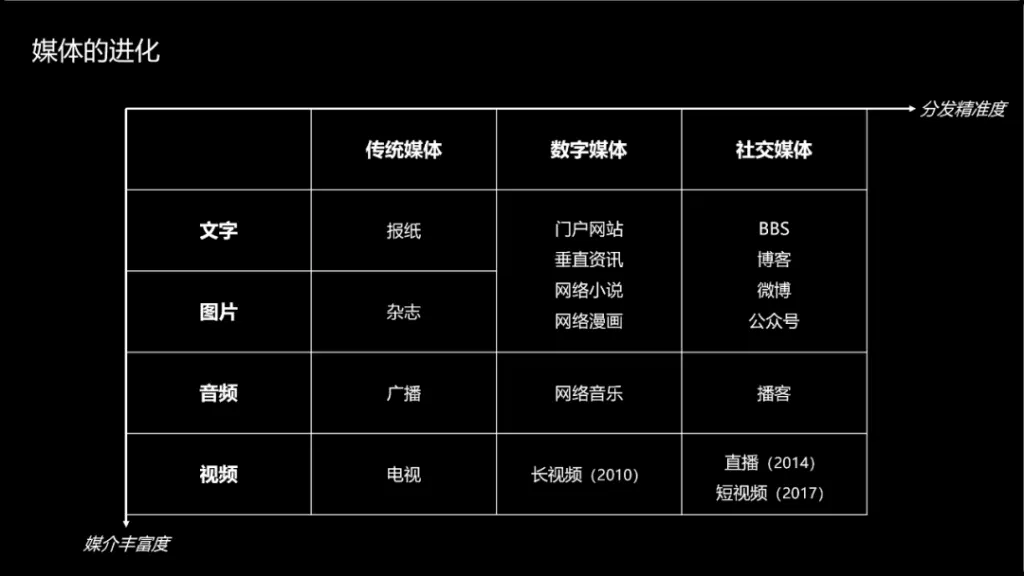 媒体的进化
分发精准度
传统媒体 数字媒体 社交媒体
文字 报纸
门户网站 BBS
垂直资讯 博客
网络小说 微博
网络漫画 公众号
图片 杂志
音频 广播 网络音乐 播客
视频 电视 长视频（2010）
直播（2014）
短视频（2017）
媒介丰富度